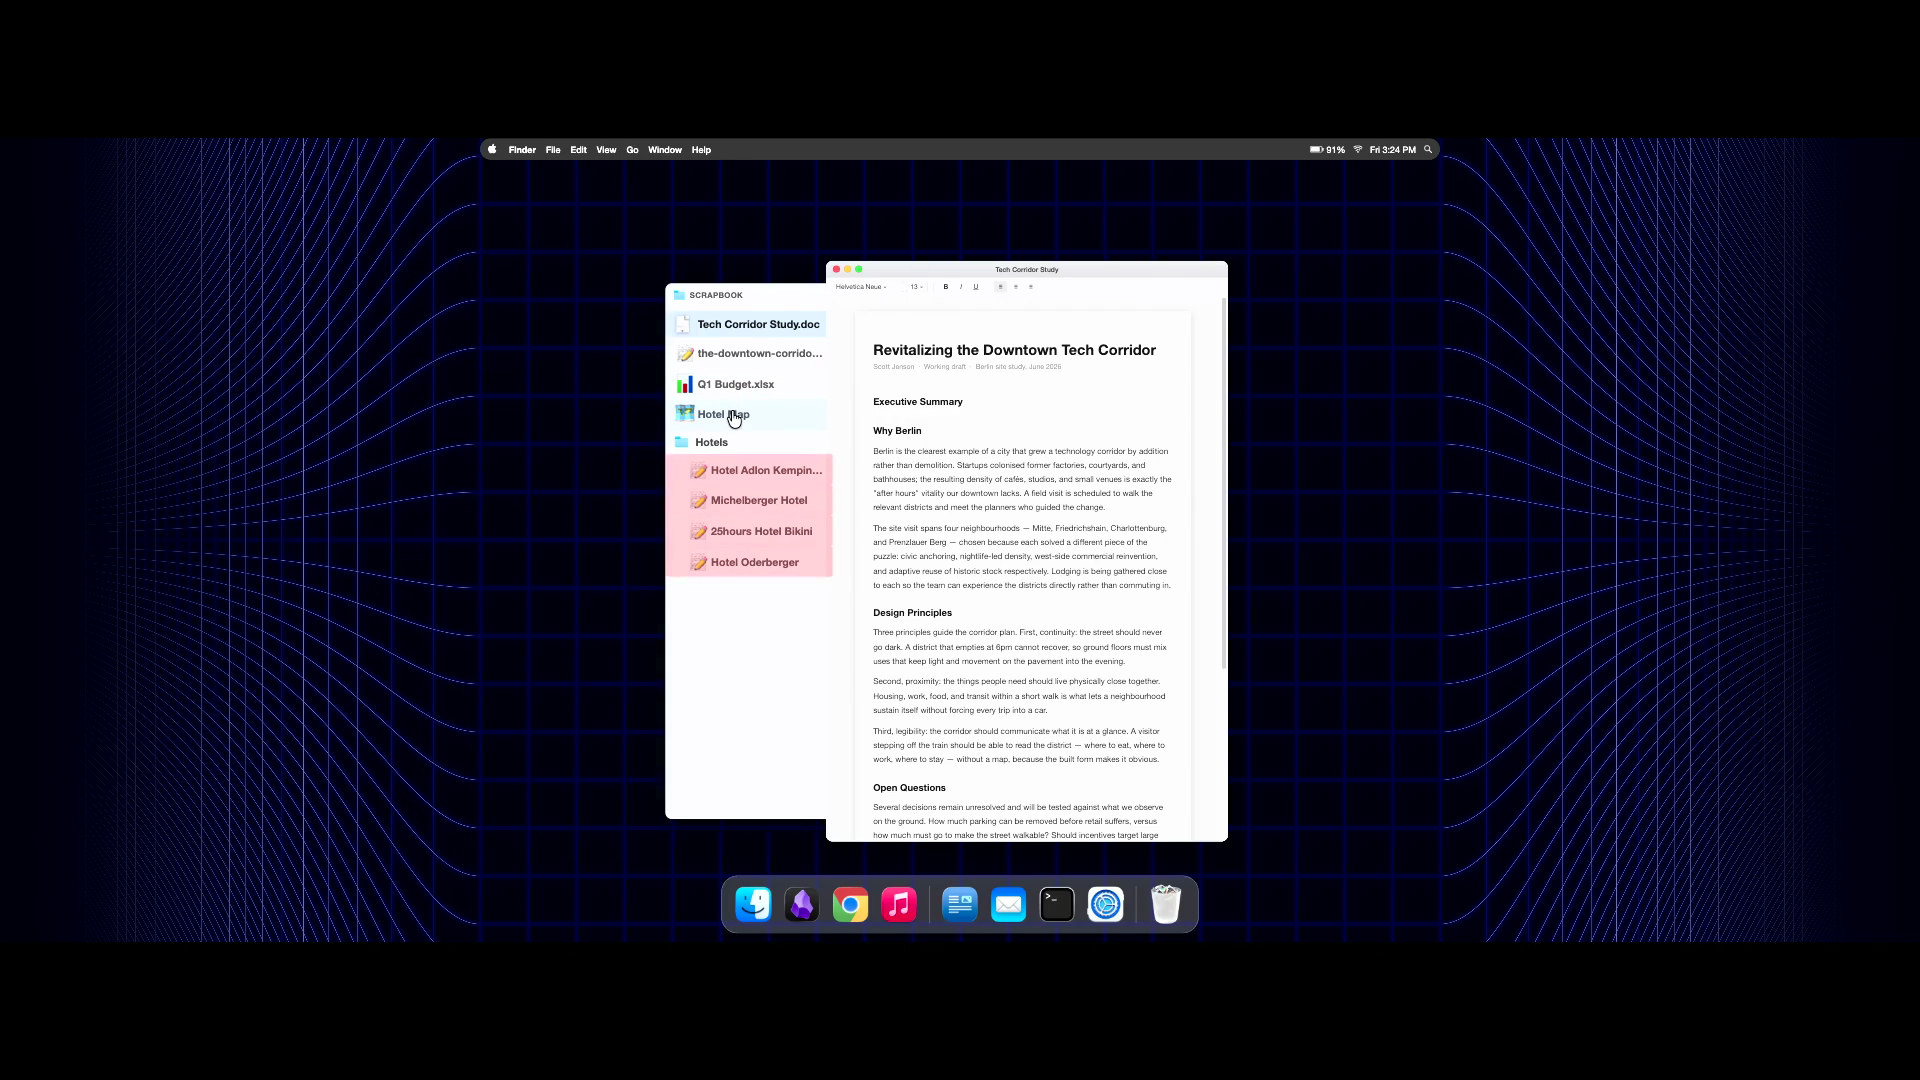 Finder File Edit View Go Window Help
91% Fri 3:24 PM
SCRAPBOOK
Tech Corridor Study.doc
the-downtown-corrido...
Q1 Budget.xlsx
Hotel
Hotels
Hotel Adlon Kempin...
Michelberger Hotel
25hours Hotel Bikini
Hotel Oderberger
Tech Corridor Study
Helvetica Neue 13 B I U
Revitalizing the Downtown Tech Corridor
Scott Jenson · Working draft · Berlin site study, June 2026
Executive Summary
Why Berlin
Berlin is the clearest example of a city that grew a technology corridor by addition
rather than demolition. Startups colonised former factories, courtyards, and
bathhouses; the resulting density of cafés, studios, and small venues is exactly the
"after hours" vitality our downtown lacks. A field visit is scheduled to walk the
relevant districts and meet the planners who guided the change.
The site visit spans four neighbourhoods — Mitte, Friedrichshain, Charlottenburg,
and Prenzlauer Berg — chosen because each solved a different piece of the
puzzle: civic anchoring, nightlife-led density, west-side commercial reinvention,
and adaptive reuse of historic stock respectively. Lodging is being gathered close
to each so the team can experience the districts directly rather than commuting in.
Design Principles
Three principles guide the corridor plan. First, continuity: the street should never
go dark. A district that empties at 6pm cannot recover, so ground floors must mix
uses that keep light and movement on the pavement into the evening.
Second, proximity: the things people need should live physically close together.
Housing, work, food, and transit within a short walk is what lets a neighbourhood
sustain itself without forcing every trip into a car.
Third, legibility: the corridor should communicate what it is at a glance. A visitor
stepping off the train should be able to read the district — where to eat, where to
work, where to stay — without a map, because the built form makes it obvious.
Open Questions
Several decisions remain unresolved and will be tested against what we observe
on the ground. How much parking can be removed before retail suffers, versus
how much must go to make the street walkable? Should incentives target large